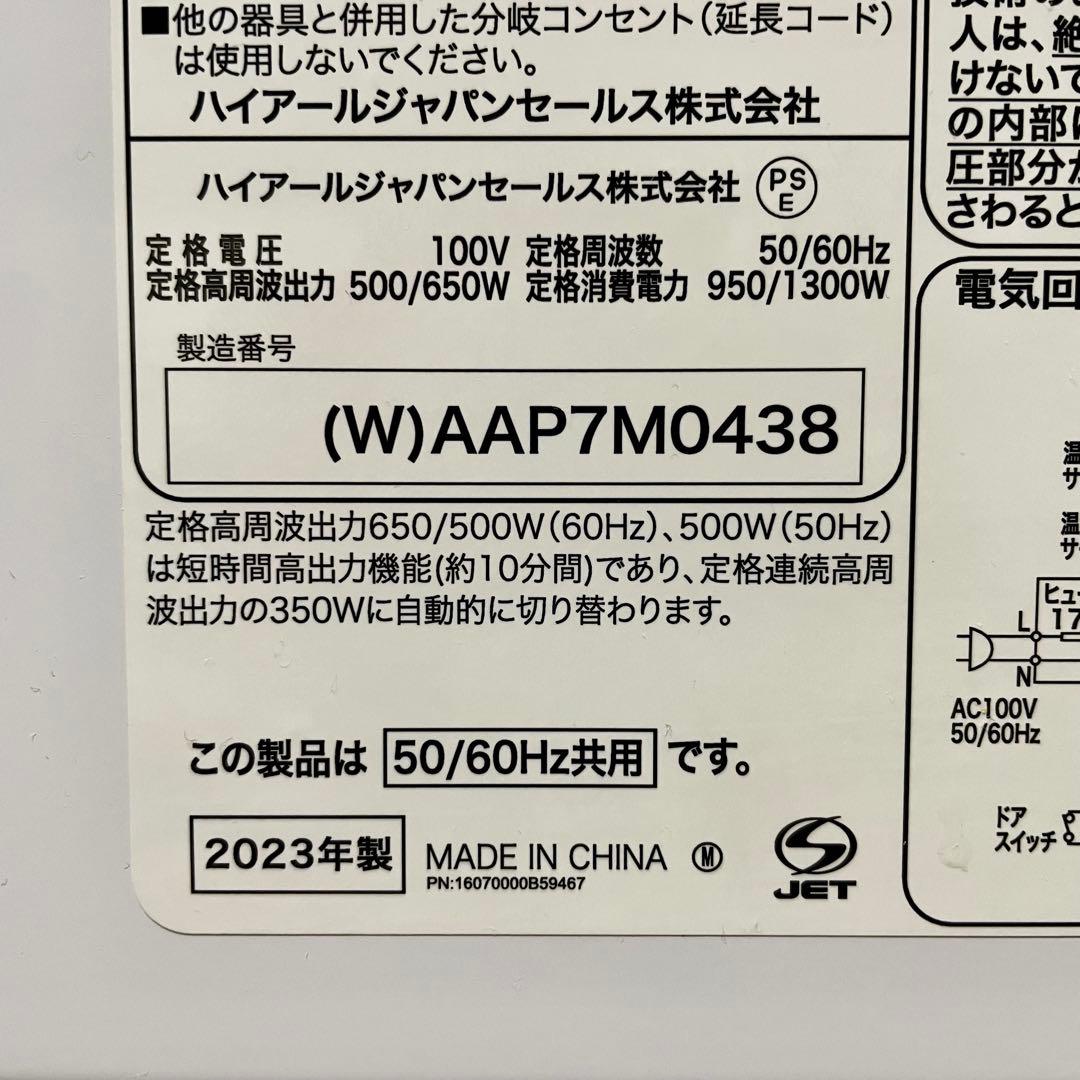 ■他の器具と併用した分岐コンセント(延長コード)
は使用しないでください。
ハイアールジャパンセールス株式会社
ハイアールジャパンセールス株式会社 PSE
定格電圧 100V 定格周波数 50/60Hz
定格高周波出力 500/650W 定格消費電力 950/1300W
製造番号
(W)AAP7M0438
定格高周波出力650/500W(60Hz)、500W(50Hz)
は短時間高出力機能(約10分間)であり、定格連続高周
波出力の350Wに自動的に切り替わります。
この製品は 50/60Hz共用 です。
2023年製 MADE IN CHINA Ⓜ
PN:16070000B59467
JET
人は、絶
けないで
の内部に
圧部分が
さわると
電気回
温
サ
温
サ
ヒュ
17
L
N
AC100V
50/60Hz
ドア
スイッチ